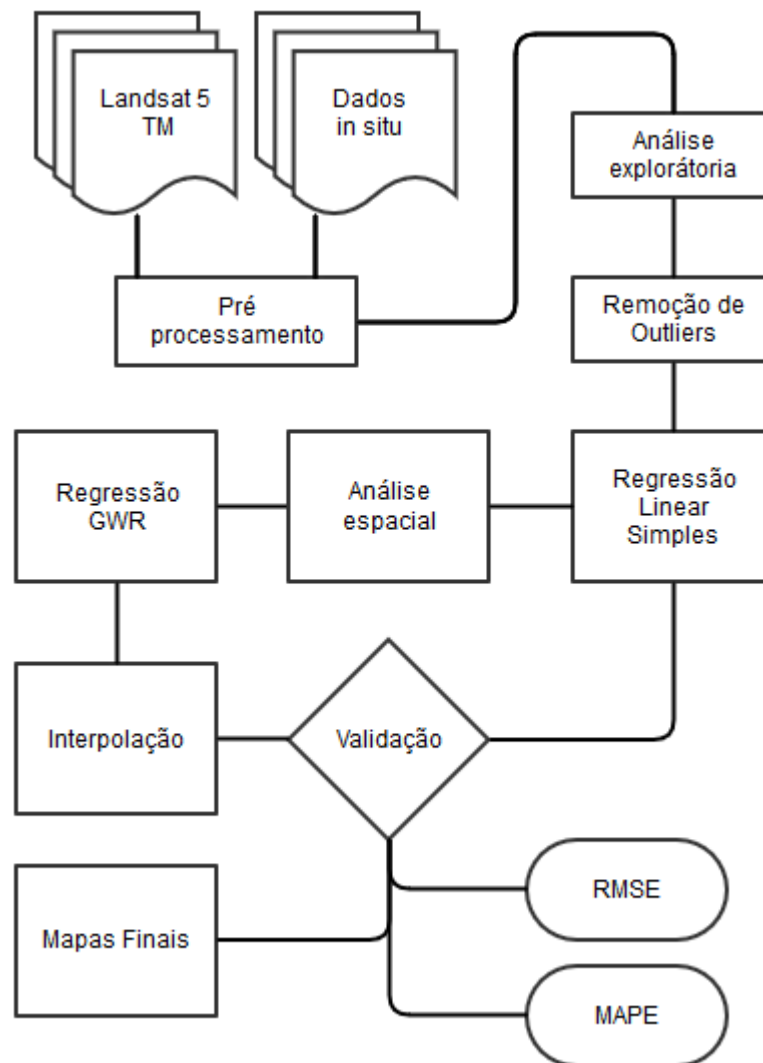 Landsat 5
TM
Dados
in situ
Análise
explorátoria
Pré
processamento
Remoção de
Outliers
Regressão
GWR
Análise
espacial
Regressão
Linear
Simples
Interpolação
Validação
Mapas Finais
RMSE
MAPE